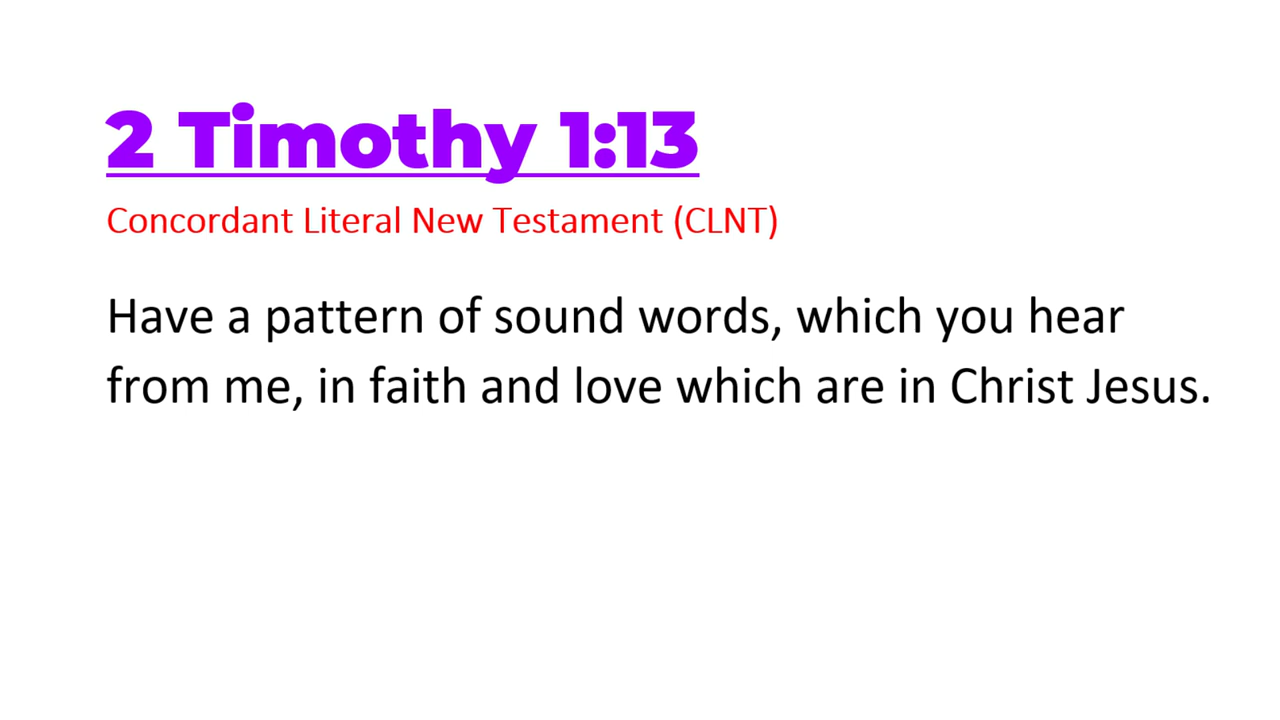 2 Timothy 1:13
Concordant Literal New Testament (CLNT)
Have a pattern of sound words, which you hear
from me, in faith and love which are in Christ Jesus.